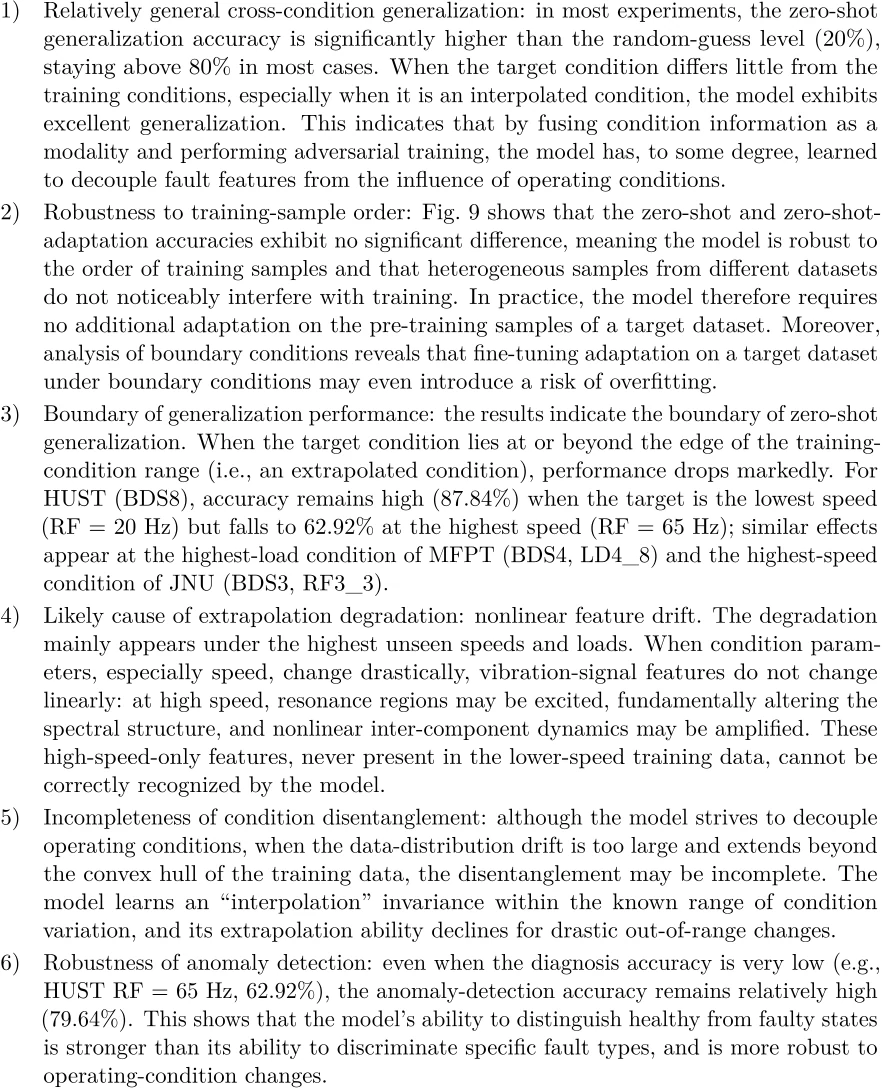 1) Relatively general cross-condition generalization: in most experiments, the zero-shot
generalization accuracy is significantly higher than the random-guess level (20%),
staying above 80% in most cases. When the target condition differs little from the
training conditions, especially when it is an interpolated condition, the model exhibits
excellent generalization. This indicates that by fusing condition information as a
modality and performing adversarial training, the model has, to some degree, learned
to decouple fault features from the influence of operating conditions.
2) Robustness to training-sample order: Fig. 9 shows that the zero-shot and zero-shot-
adaptation accuracies exhibit no significant difference, meaning the model is robust to
the order of training samples and that heterogeneous samples from different datasets
do not noticeably interfere with training. In practice, the model therefore requires
no additional adaptation on the pre-training samples of a target dataset. Moreover,
analysis of boundary conditions reveals that fine-tuning adaptation on a target dataset
under boundary conditions may even introduce a risk of overfitting.
3) Boundary of generalization performance: the results indicate the boundary of zero-shot
generalization. When the target condition lies at or beyond the edge of the training-
condition range (i.e., an extrapolated condition), performance drops markedly. For
HUST (BDS8), accuracy remains high (87.84%) when the target is the lowest speed
(RF = 20 Hz) but falls to 62.92% at the highest speed (RF = 65 Hz); similar effects
appear at the highest-load condition of MFPT (BDS4, LD4_8) and the highest-speed
condition of JNU (BDS3, RF3_3).
4) Likely cause of extrapolation degradation: nonlinear feature drift. The degradation
mainly appears under the highest unseen speeds and loads. When condition param-
eters, especially speed, change drastically, vibration-signal features do not change
linearly: at high speed, resonance regions may be excited, fundamentally altering the
spectral structure, and nonlinear inter-component dynamics may be amplified. These
high-speed-only features, never present in the lower-speed training data, cannot be
correctly recognized by the model.
5) Incompleteness of condition disentanglement: although the model strives to decouple
operating conditions, when the data-distribution drift is too large and extends beyond
the convex hull of the training data, the disentanglement may be incomplete. The
model learns an “interpolation” invariance within the known range of condition
variation, and its extrapolation ability declines for drastic out-of-range changes.
6) Robustness of anomaly detection: even when the diagnosis accuracy is very low (e.g.,
HUST RF = 65 Hz, 62.92%), the anomaly-detection accuracy remains relatively high
(79.64%). This shows that the model’s ability to distinguish healthy from faulty states
is stronger than its ability to discriminate specific fault types, and is more robust to
operating-condition changes.